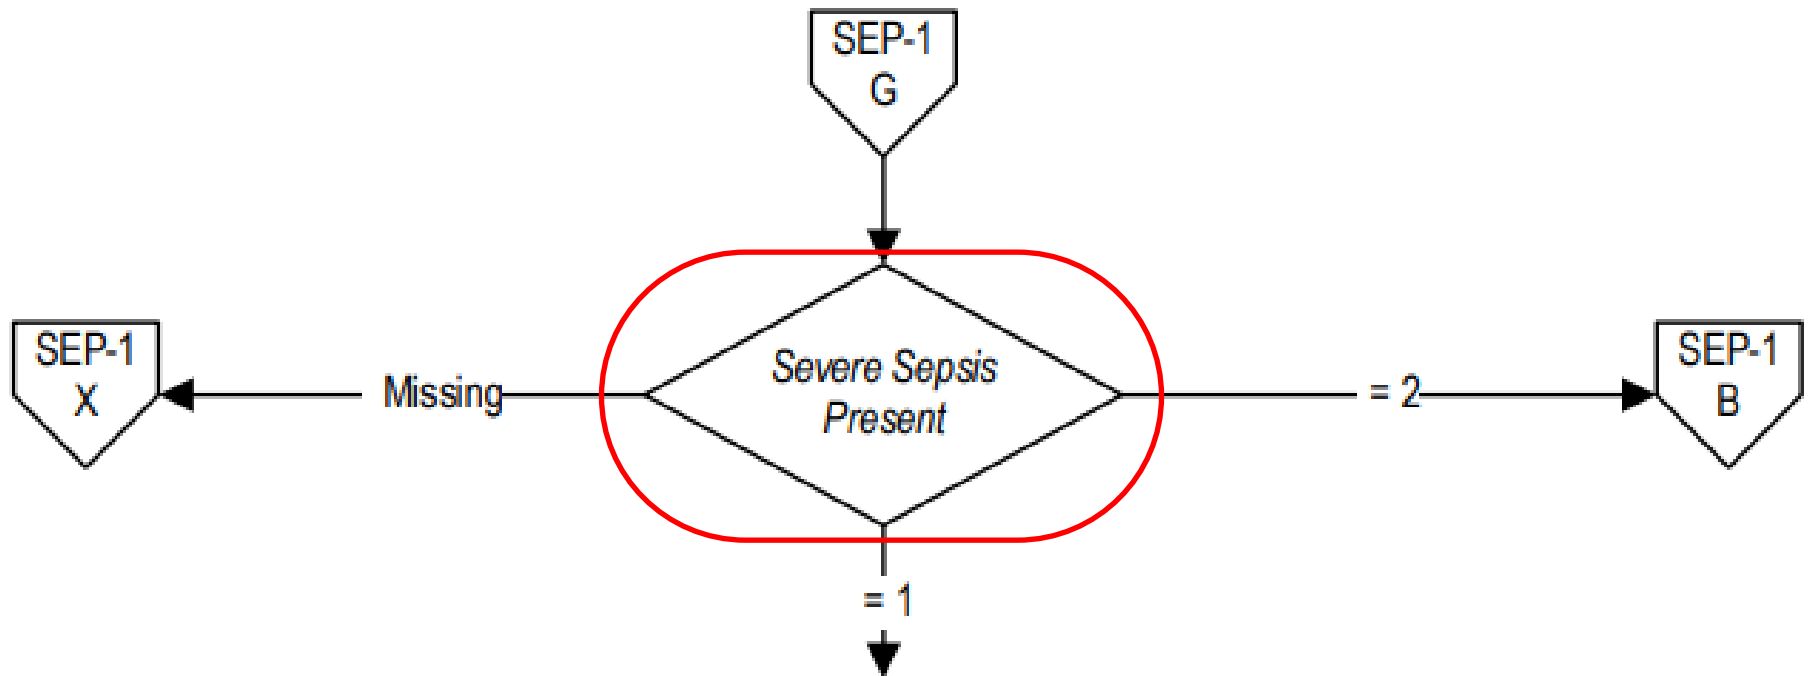 SEP-1
G
SEP-1
X
Missing
Severe Sepsis
Present
= 2
SEP-1
B
= 1